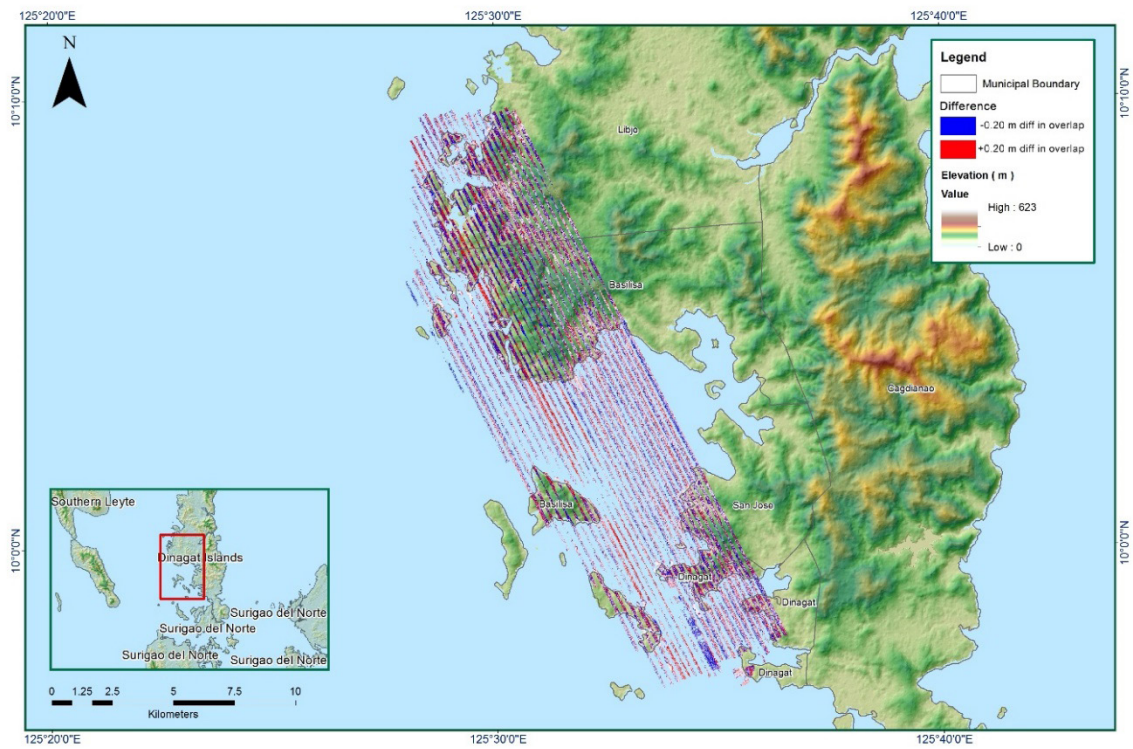 125°20'0"E
125°30'0"E
125°40'0"E
N
10°10'0"N
10°10'0"N
Legend
Municipal Boundary
Difference
-0.20 m diff in overlap
+0.20 m diff in overlap
Elevation ( m )
Value
High : 623
Low : 0
Libjo
Basilisa
Cagdianao
Basilisa
San Jose
Dinagat
Dinagat
Dinagat
10°0'0"N
10°0'0"N
Southern Leyte
Dinagat Islands
Surigao del Norte
Surigao del Norte
Surigao del Norte
Surigao del Norte
0 1.25 2.5 5 7.5 10
Kilometers
125°20'0"E
125°30'0"E
125°40'0"E